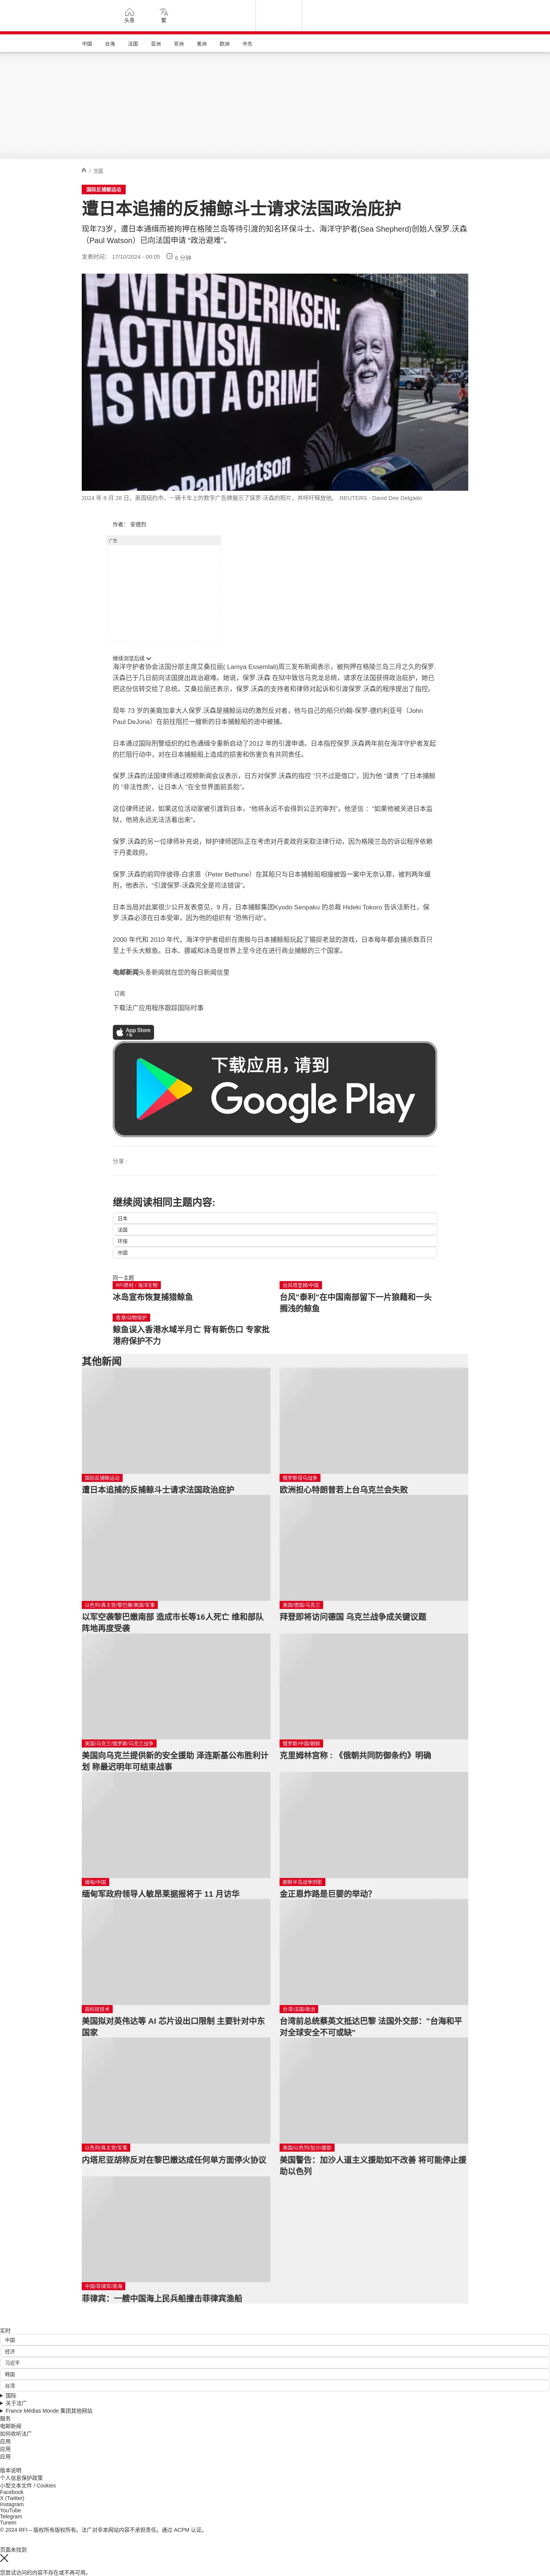 头条
繁
中国 台海 法国 亚洲 非洲 美洲 欧洲 中东
/ 中国
国际反捕鲸运动
遭日本追捕的反捕鲸斗士请求法国政治庇护
现年73岁，遭日本通缉而被拘押在格陵兰岛等待引渡的知名环保斗士、海洋守护者(Sea Shepherd)创始人保罗.沃森
（Paul Watson）已向法国申请 “政治避难”。
发表时间： 17/10/2024 - 00:05 6 分钟
PM FREDERIKSEN:
ACTIVISM
IS NOT A CRIME
PaulWatson
2024 年 8 月 28 日，美国纽约市，一辆卡车上的数字广告牌展示了保罗·沃森的照片，并呼吁释放他。 REUTERS - David Dee Delgado
作者： 安德烈
广告
继续浏览后续
海洋守护者协会法国分部主席艾桑拉丽( Lamya Essemlali)周三发布新闻表示，被拘押在格陵兰岛三月之久的保罗.
沃森已于几日前向法国提出政治避难。她说，保罗.沃森 在狱中致信马克龙总统，请求在法国获得政治庇护，她已
把这份信转交给了总统。艾桑拉丽还表示，保罗.沃森的支持者和律师对起诉和引渡保罗.沃森的程序提出了指控。
现年 73 岁的美裔加拿大人保罗.沃森是捕鲸运动的激烈反对者，他与自己的船只约翰-保罗-德约利亚号（John
Paul DeJoria）在前往阻拦一艘新的日本捕鲸船的途中被捕。
日本通过国际刑警组织的红色通缉令重新启动了2012 年的引渡申请。日本指控保罗.沃森两年前在海洋守护者发起
的拦阻行动中，对在日本捕鲸船上造成的损害和伤害负有共同责任。
保罗.沃森的法国律师通过视频新闻会议表示，日方对保罗.沃森的指控 “只不过是借口”，因为他 “谴责 ”了日本捕鲸
的 “非法性质”，让日本人 “在全世界面前丢脸”。
这位律师还说，如果这位活动家被引渡到日本，“他将永远不会得到公正的审判”，他坚信： “如果他被关进日本监
狱，他将永远无法活着出来”。
保罗.沃森的另一位律师补充说，辩护律师团队正在考虑对丹麦政府采取法律行动，因为格陵兰岛的诉讼程序依赖
于丹麦政府。
保罗.沃森的前同伴彼得-白求恩（Peter Bethune）在其船只与日本捕鲸船相撞被毁一案中无奈认罪，被判两年缓
刑，他表示，“引渡保罗-沃森完全是司法错误”。
日本当局对此案很少公开发表意见，9 月，日本捕鲸集团Kyodo Senpaku 的总裁 Hideki Tokoro 告诉法新社，保
罗.沃森必须在日本受审，因为他的组织有 “恐怖行动”。
2000 年代和 2010 年代，海洋守护者组织在南极与日本捕鲸船玩起了猫捉老鼠的游戏，日本每年都会捕杀数百只
至上千头大鲸鱼。日本、挪威和冰岛是世界上至今还在进行商业捕鲸的三个国家。
电邮新闻头条新闻就在您的每日新闻信里
订阅
下载法广应用程序跟踪国际时事
App Store
下载
下载应用，请到
Google Play
分享 :
继续阅读相同主题内容:
日本
法国
环保
中国
同一主题
RFI原材 / 海洋生物
冰岛宣布恢复捕猎鲸鱼
台风塔里姆/中国
台风"泰利"在中国南部留下一片狼藉和一头
搁浅的鲸鱼
香港/动物保护
鲸鱼误入香港水域半月亡 背有新伤口 专家批
港府保护不力
其他新闻
国际反捕鲸运动
遭日本追捕的反捕鲸斗士请求法国政治庇护
俄罗斯侵乌战争
欧洲担心特朗普若上台乌克兰会失败
以色列/真主党/黎巴嫩/美国/军事
以军空袭黎巴嫩南部 造成市长等16人死亡 维和部队
阵地再度受袭
美国/德国/乌克兰
拜登即将访问德国 乌克兰战争成关键议题
美国/乌克兰/俄罗斯/乌克兰战争
美国向乌克兰提供新的安全援助 泽连斯基公布胜利计
划 称最迟明年可结束战事
俄罗斯/中国/朝鲜
克里姆林宫称 : 《俄朝共同防御条约》明确
缅甸/中国
缅甸军政府领导人敏昂莱据报将于 11 月访华
朝鲜半岛战争阴影
金正恩炸路是巨婴的举动？
高科技技术
美国拟对英伟达等 AI 芯片设出口限制 主要针对中东
国家
台湾/法国/政治
台湾前总统蔡英文抵达巴黎 法国外交部："台海和平
对全球安全不可或缺"
以色列/真主党/军事
内塔尼亚胡称反对在黎巴嫩达成任何单方面停火协议
美国/以色列/加沙/援助
美国警告：加沙人道主义援助如不改善 将可能停止援
助以色列
中国/菲律宾/南海
菲律宾：一艘中国海上民兵船撞击菲律宾渔船
实时
中国
经济
习近平
韩国
台湾
国际
关于法广
France Médias Monde 集团其他网站
服务
电邮新闻
如何收听法广
应用
应用
应用
版本说明
个人信息保护政策
小型文本文件 / Cookies
Facebook
X (Twitter)
Instagram
YouTube
Telegram
TuneIn
© 2024 RFI – 版权所有版权所有。法广对非本网站内容不承担责任。通过 ACPM 认证。
页面未找到
您尝试访问的内容不存在或不再可用。